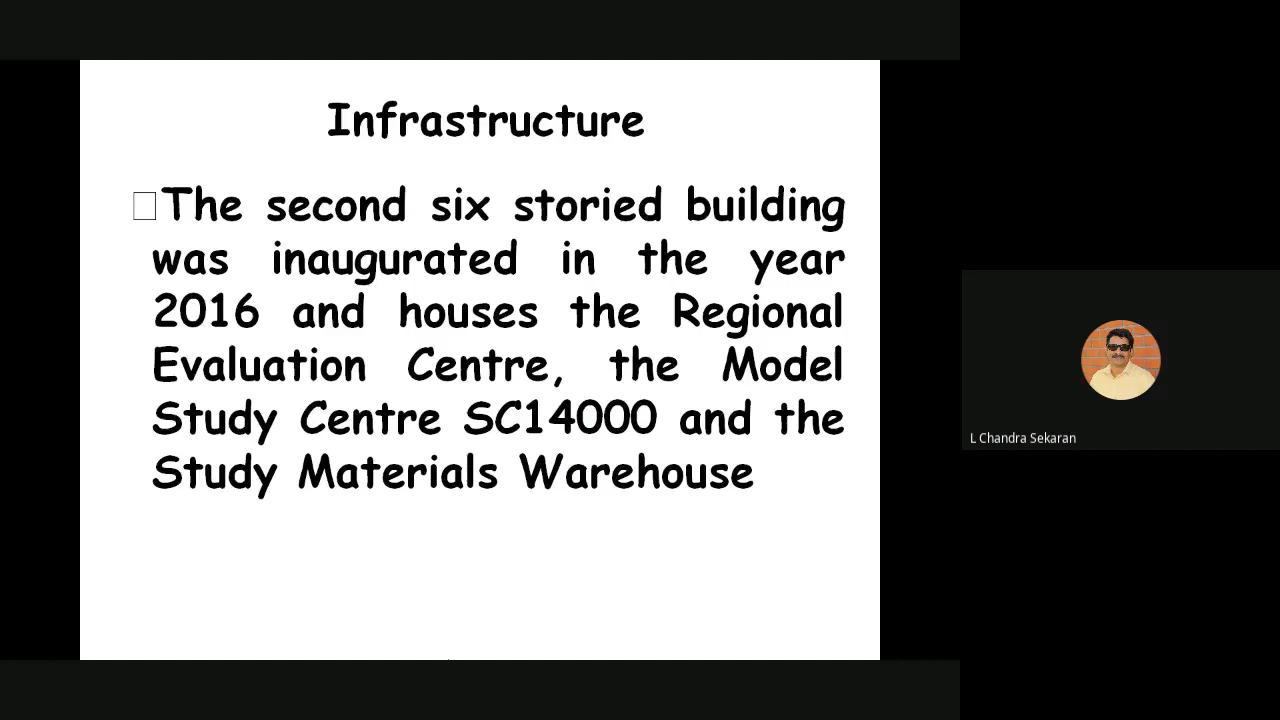 Infrastructure
The second six storied building
was inaugurated in the year
2016 and houses the Regional
Evaluation Centre, the Model
Study Centre SC14000 and the
Study Materials Warehouse
L Chandra Sekaran